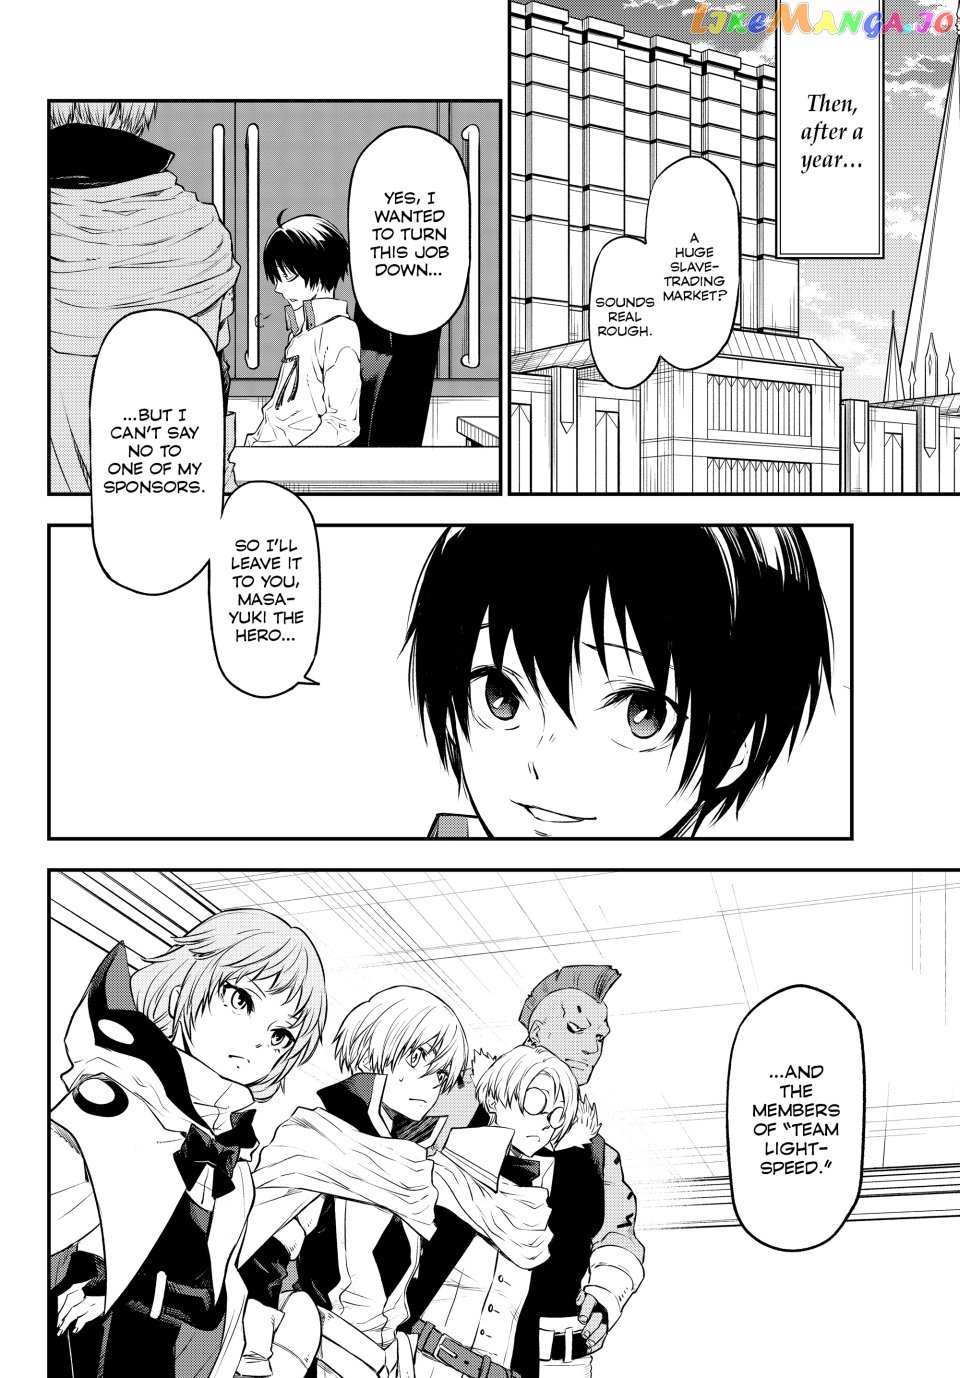 LIKEMANGA.IO
Then,
after a
year...
A
HUGE
SLAVE-
TRADING
MARKET?
SOUNDS
REAL
ROUGH.
YES, I
WANTED
TO TURN
THIS JOB
DOWN...
...BUT I
CAN'T SAY
NO TO
ONE OF MY
SPONSORS.
SO I'LL
LEAVE IT
TO YOU,
MASA-
YUKI THE
HERO...
...AND
THE
MEMBERS
OF "TEAM
LIGHT-
SPEED."